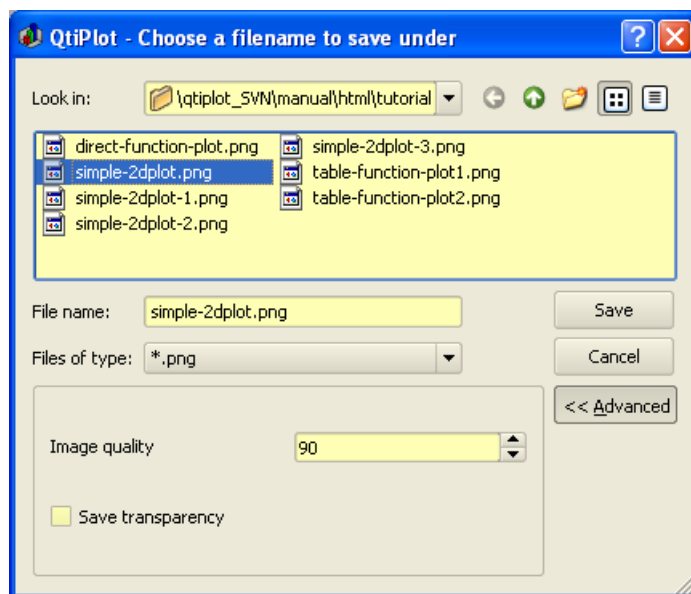 QtiPlot - Choose a filename to save under
Look in:
\qtiplot_SVN\manual\html\tutorial
direct-function-plot.png
simple-2dplot.png
simple-2dplot-1.png
simple-2dplot-2.png
simple-2dplot-3.png
table-function-plot1.png
table-function-plot2.png
File name:
simple-2dplot.png
Save
Files of type:
*.png
Cancel
<< Advanced
Image quality
90
Save transparency